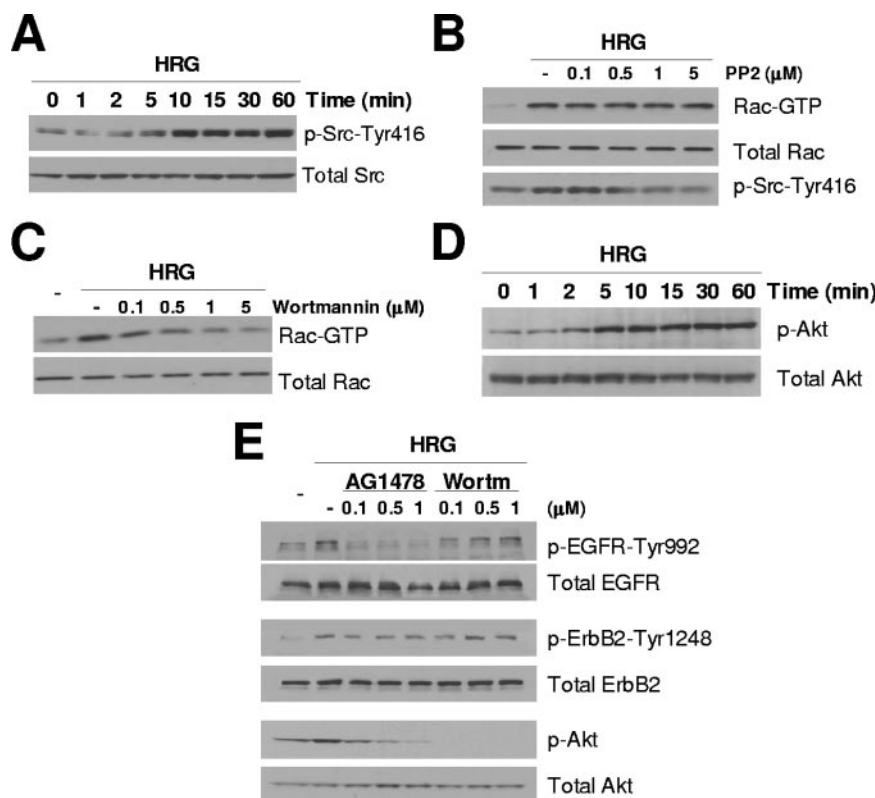 A
HRG
0 1 2 5 10 15 30 60 Time (min)
p-Src-Tyr416
Total Src
B
HRG
- 0.1 0.5 1 5 PP2 (μM)
Rac-GTP
Total Rac
p-Src-Tyr416
C
HRG
- - 0.1 0.5 1 5 Wortmannin (μM)
Rac-GTP
Total Rac
D
HRG
0 1 2 5 10 15 30 60 Time (min)
p-Akt
Total Akt
E
HRG
AG1478 Wortm
- - 0.1 0.5 1 0.1 0.5 1 (μM)
p-EGFR-Tyr992
Total EGFR
p-ErbB2-Tyr1248
Total ErbB2
p-Akt
Total Akt